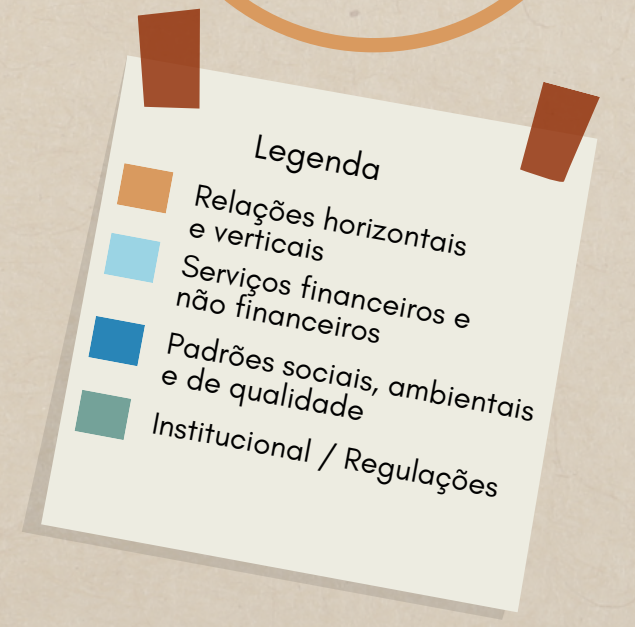 Legenda
Relações horizontais
e verticais
Serviços financeiros e
não financeiros
Padrões sociais, ambientais
e de qualidade
Institucional / Regulações